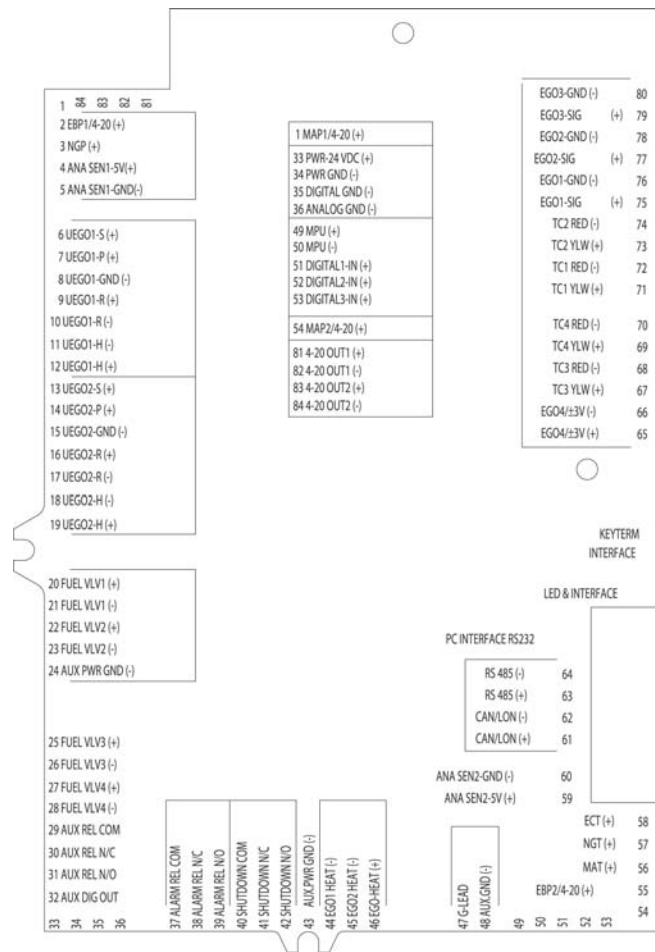 1 84 83 82 81
2 EBP1/4-20 (+)
3 NGP (+)
4 ANA SEN1-5V(+)
5 ANA SEN1-GND(-)
6 UEGO1-S (+)
7 UEGO1-P (+)
8 UEGO1-GND (-)
9 UEGO1-R (+)
10 UEGO1-R (-)
11 UEGO1-H (-)
12 UEGO1-H (+)
13 UEGO2-S (+)
14 UEGO2-P (+)
15 UEGO2-GND (-)
16 UEGO2-R (+)
17 UEGO2-R (-)
18 UEGO2-H (-)
19 UEGO2-H (+)
20 FUEL VLV1 (+)
21 FUEL VLV1 (-)
22 FUEL VLV2 (+)
23 FUEL VLV2 (-)
24 AUX PWR GND (-)
25 FUEL VLV3 (+)
26 FUEL VLV3 (-)
27 FUEL VLV4 (+)
28 FUEL VLV4 (-)
29 AUX REL COM
30 AUX REL N/C
31 AUX REL N/O
32 AUX DIG OUT
33 34 35 36
1 MAP1/4-20 (+)
33 PWR-24 VDC (+)
34 PWR GND (-)
35 DIGITAL GND (-)
36 ANALOG GND (-)
49 MPU (+)
50 MPU (-)
51 DIGITAL1-IN (+)
52 DIGITAL2-IN (+)
53 DIGITAL3-IN (+)
54 MAP2/4-20 (+)
81 4-20 OUT1 (+)
82 4-20 OUT1 (-)
83 4-20 OUT2 (+)
84 4-20 OUT2 (-)
EGO3-GND (-) 80
EGO3-SIG (+) 79
EGO2-GND (-) 78
EGO2-SIG (+) 77
EGO1-GND (-) 76
EGO1-SIG (+) 75
TC2 RED (-) 74
TC2 YLW (+) 73
TC1 RED (-) 72
TC1 YLW (+) 71
TC4 RED (-) 70
TC4 YLW (+) 69
TC3 RED (-) 68
TC3 YLW (+) 67
EGO4/±3V (-) 66
EGO4/±3V (+) 65
KEYTERM
INTERFACE
LED & INTERFACE
PC INTERFACE RS232
RS 485 (-) 64
RS 485 (+) 63
CAN/LON (-) 62
CAN/LON (+) 61
ANA SEN2-GND (-) 60
ANA SEN2-5V (+) 59
ECT (+) 58
NGT (+) 57
MAT (+) 56
EBP2/4-20 (+) 55
54
37 ALARM REL COM
38 ALARM REL N/C
39 ALARM REL N/O
40 SHUTDOWN COM
41 SHUTDOWN N/C
42 SHUTDOWN N/O
43 AUX.PWR GND (-)
44 EGO1 HEAT (-)
45 EGO2 HEAT (-)
46 EGO-HEAT (+)
47 G-LEAD
48 AUX.GND (-)
49 50 51 52 53